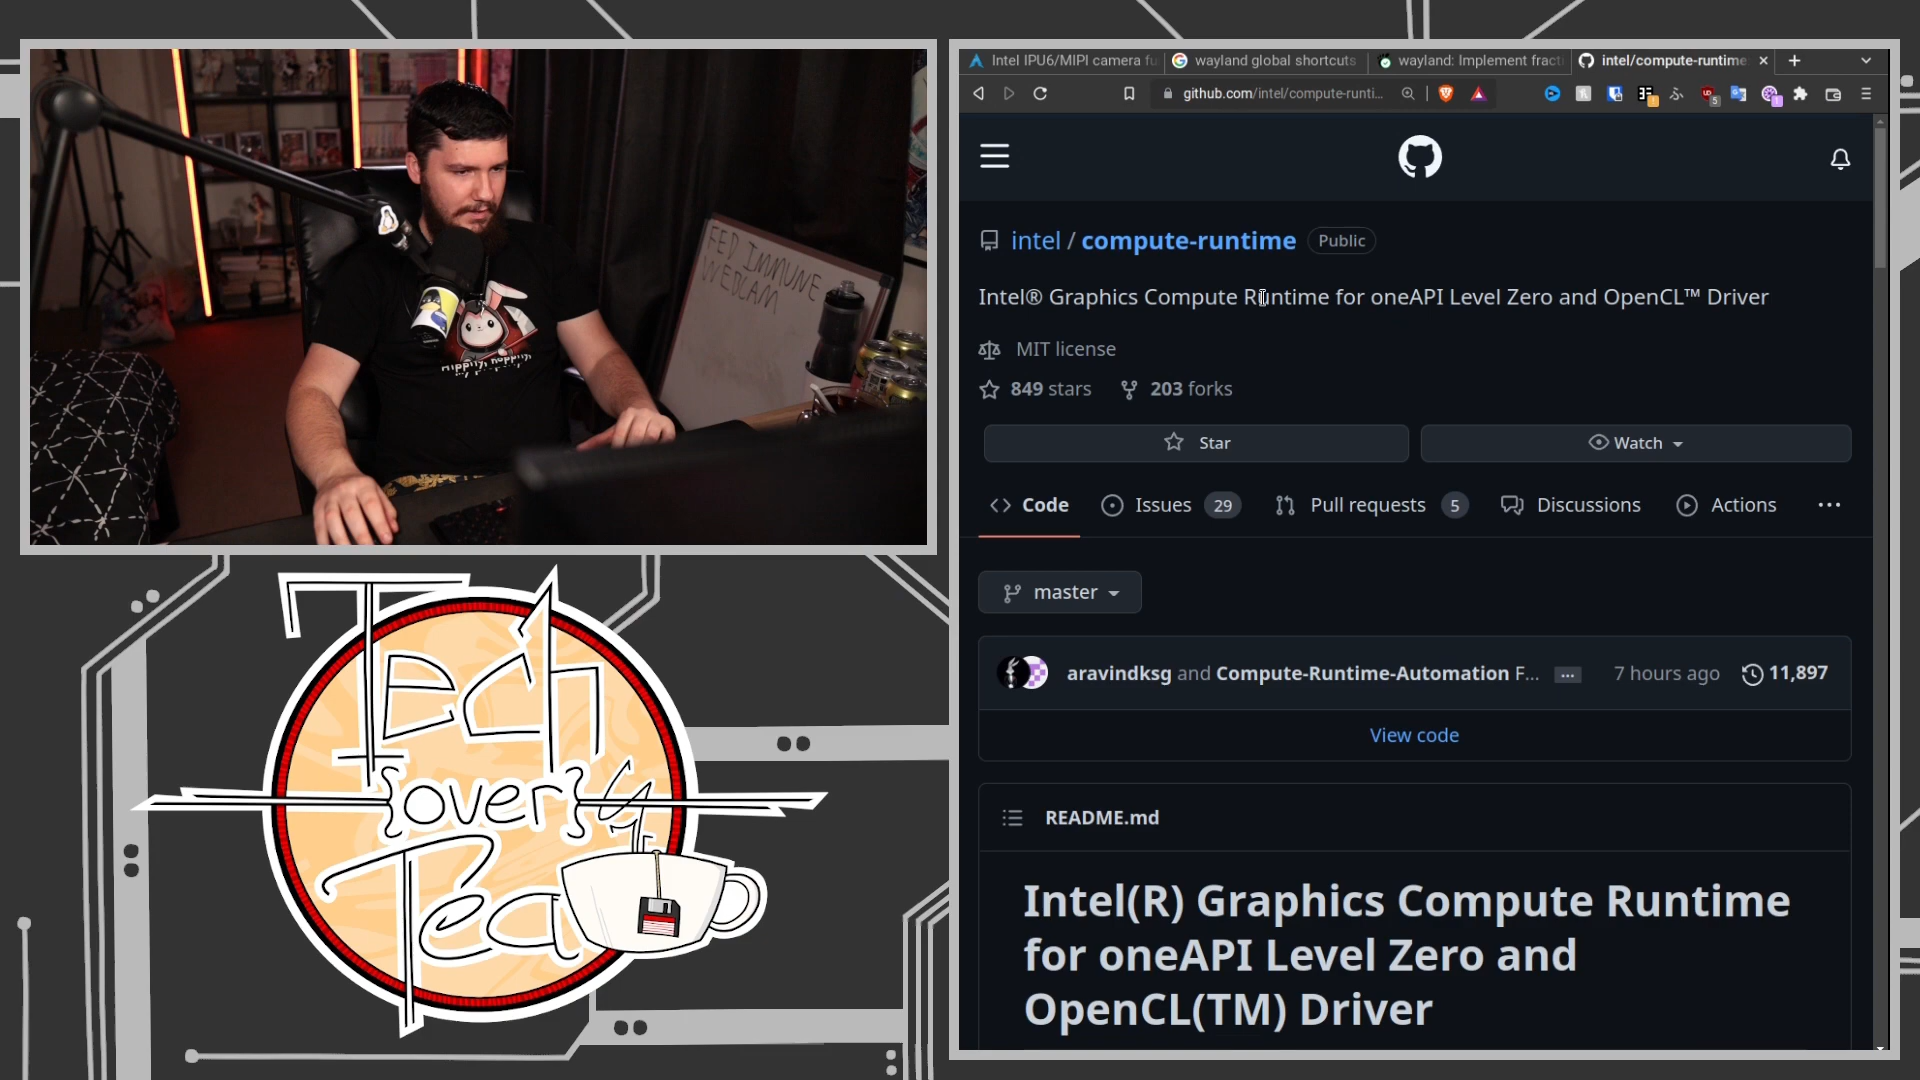 FED IMMUNE
WEBCAM
Hippity, Hoppity,
Tech
{over}
Tea
Intel IPU6/MIPI camera fu
wayland global shortcuts
wayland: Implement fracti
intel/compute-runtime
github.com/intel/compute-runti...
intel / compute-runtime Public
Intel® Graphics Compute Runtime for oneAPI Level Zero and OpenCL™ Driver
MIT license
849 stars 203 forks
Star
Watch
Code
Issues 29
Pull requests 5
Discussions
Actions
master
aravindksg and Compute-Runtime-Automation F... 7 hours ago 11,897
View code
README.md
Intel(R) Graphics Compute Runtime
for oneAPI Level Zero and
OpenCL(TM) Driver